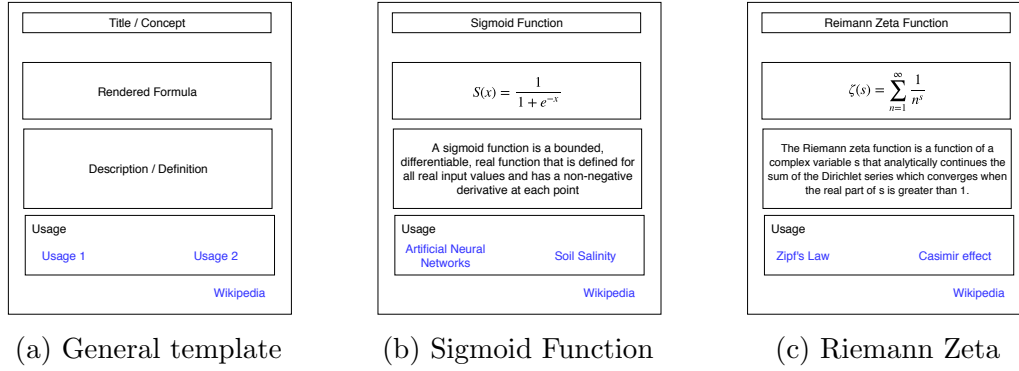 Title / Concept
Rendered Formula
Description / Definition
Usage
Usage 1
Usage 2
Wikipedia
(a) General template
Sigmoid Function
S(x) = 1 / (1 + e^{-x})
A sigmoid function is a bounded,
differentiable, real function that is defined for
all real input values and has a non-negative
derivative at each point
Usage
Artificial Neural
Networks
Soil Salinity
Wikipedia
(b) Sigmoid Function
Reimann Zeta Function
ζ(s) = ∑_{n=1}^{∞} 1 / n^s
The Riemann zeta function is a function of a
complex variable s that analytically continues the
sum of the Dirichlet series which converges when
the real part of s is greater than 1.
Usage
Zipf's Law
Casimir effect
Wikipedia
(c) Riemann Zeta